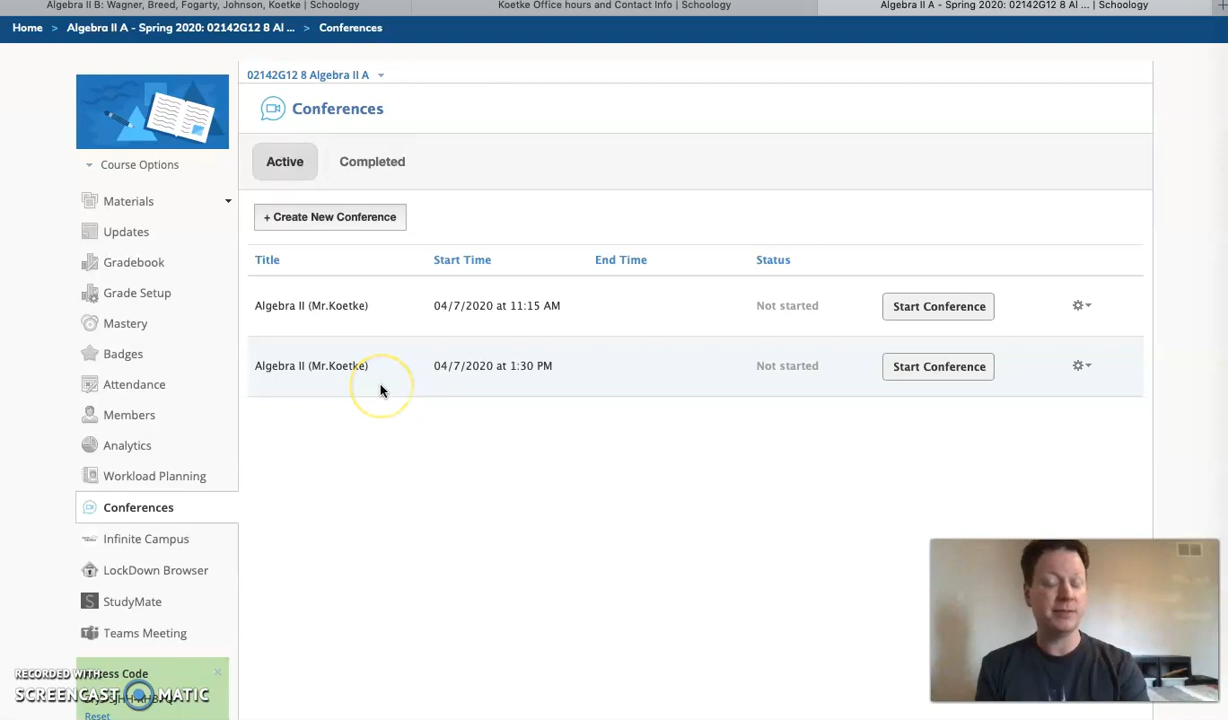 Algebra II B: Wagner, Breed, Fogarty, Johnson, Koetke | Schoology
Koetke Office hours and Contact Info | Schoology
Algebra II A - Spring 2020: 02142G12 8 Al ... | Schoology
Home > Algebra II A - Spring 2020: 02142G12 8 Al ... > Conferences
02142G12 8 Algebra II A
Conferences
Course Options
Active
Completed
Materials
+ Create New Conference
Updates
Title Start Time End Time Status
Gradebook
Grade Setup
Algebra II (Mr.Koetke) 04/7/2020 at 11:15 AM Not started Start Conference
Mastery
Badges
Algebra II (Mr.Koetke) 04/7/2020 at 1:30 PM Not started Start Conference
Attendance
Members
Analytics
Workload Planning
Conferences
Infinite Campus
LockDown Browser
StudyMate
Teams Meeting
RECORDED WITH
Code
SCREENCAST MATIC
Reset